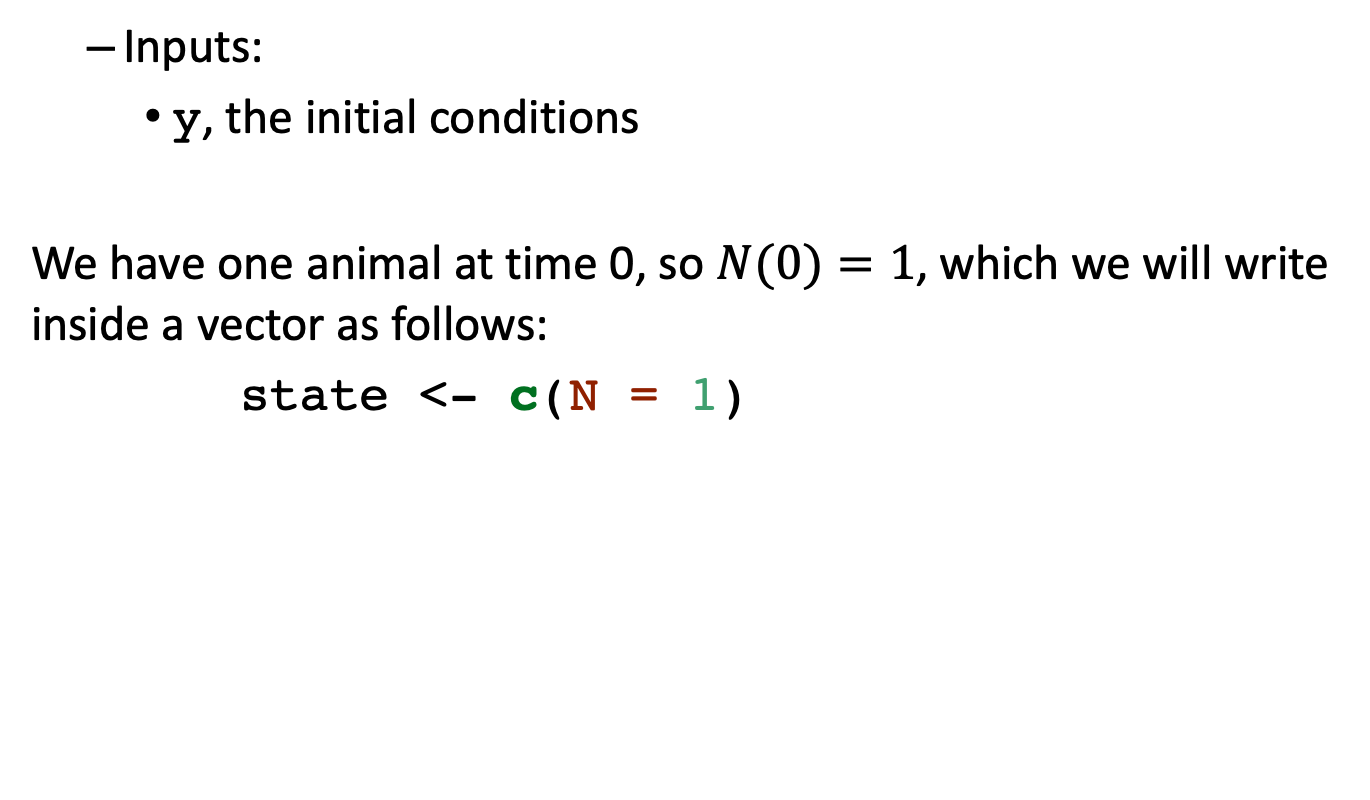 – Inputs:
• y, the initial conditions
We have one animal at time 0, so N(0) = 1, which we will write
inside a vector as follows:
state <- c(N = 1)